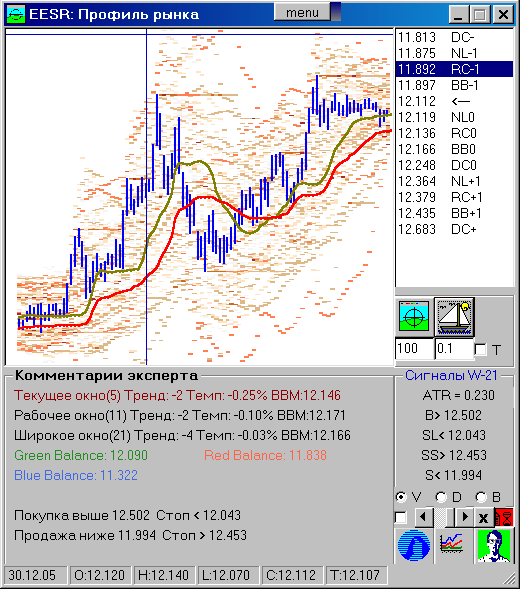 EESR: Профиль рынка
menu
11.813 DC-
11.875 NL-1
11.892 RC-1
11.897 BB-1
12.112 <---
12.119 NL0
12.136 RC0
12.166 BB0
12.248 DC0
12.364 NL+1
12.379 RC+1
12.435 BB+1
12.683 DC+
100 0.1 T
Комментарии эксперта
Текущее окно(5) Тренд: -2 Темп: -0.25% BBM:12.146
Рабочее окно(11) Тренд: -2 Темп: -0.10% BBM:12.171
Широкое окно(21) Тренд: -4 Темп: -0.03% BBM:12.166
Green Balance: 12.090 Red Balance: 11.838
Blue Balance: 11.322
Покупка выше 12.502 Стоп < 12.043
Продажа ниже 11.994 Стоп > 12.453
Сигналы W-21
ATR = 0.230
B> 12.502
SL< 12.043
SS> 12.453
S< 11.994
V D B
30.12.05 O:12.120 H:12.140 L:12.070 C:12.112 T:12.107